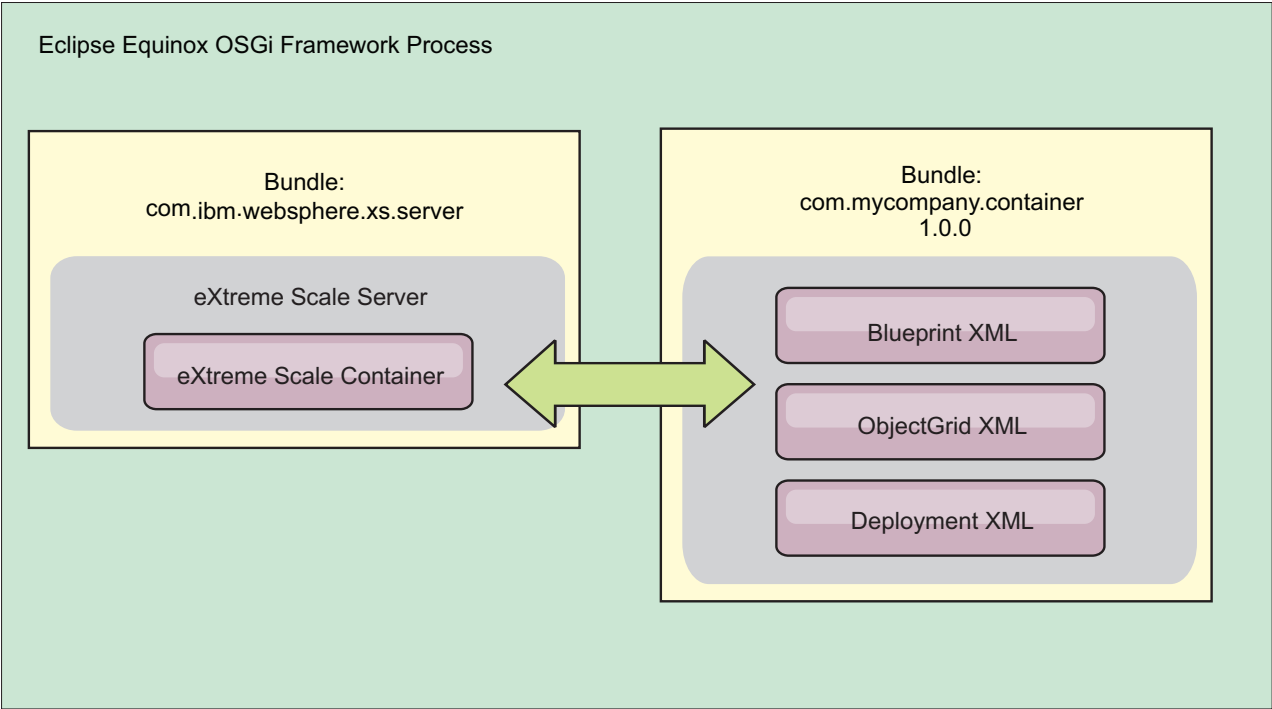 Eclipse Equinox OSGi Framework Process
Bundle:
com.ibm.websphere.xs.server
eXtreme Scale Server
eXtreme Scale Container
Bundle:
com.mycompany.container
1.0.0
Blueprint XML
ObjectGrid XML
Deployment XML